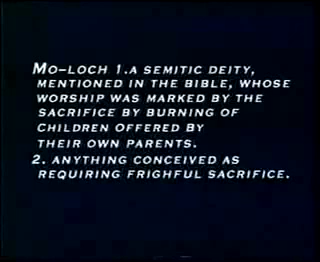 MO-LOCH 1.A SEMITIC DEITY,
MENTIONED IN THE BIBLE, WHOSE
WORSHIP WAS MARKED BY THE
SACRIFICE BY BURNING OF
CHILDREN OFFERED BY
THEIR OWN PARENTS.
2. ANYTHING CONCEIVED AS
REQUIRING FRIGHFUL SACRIFICE.